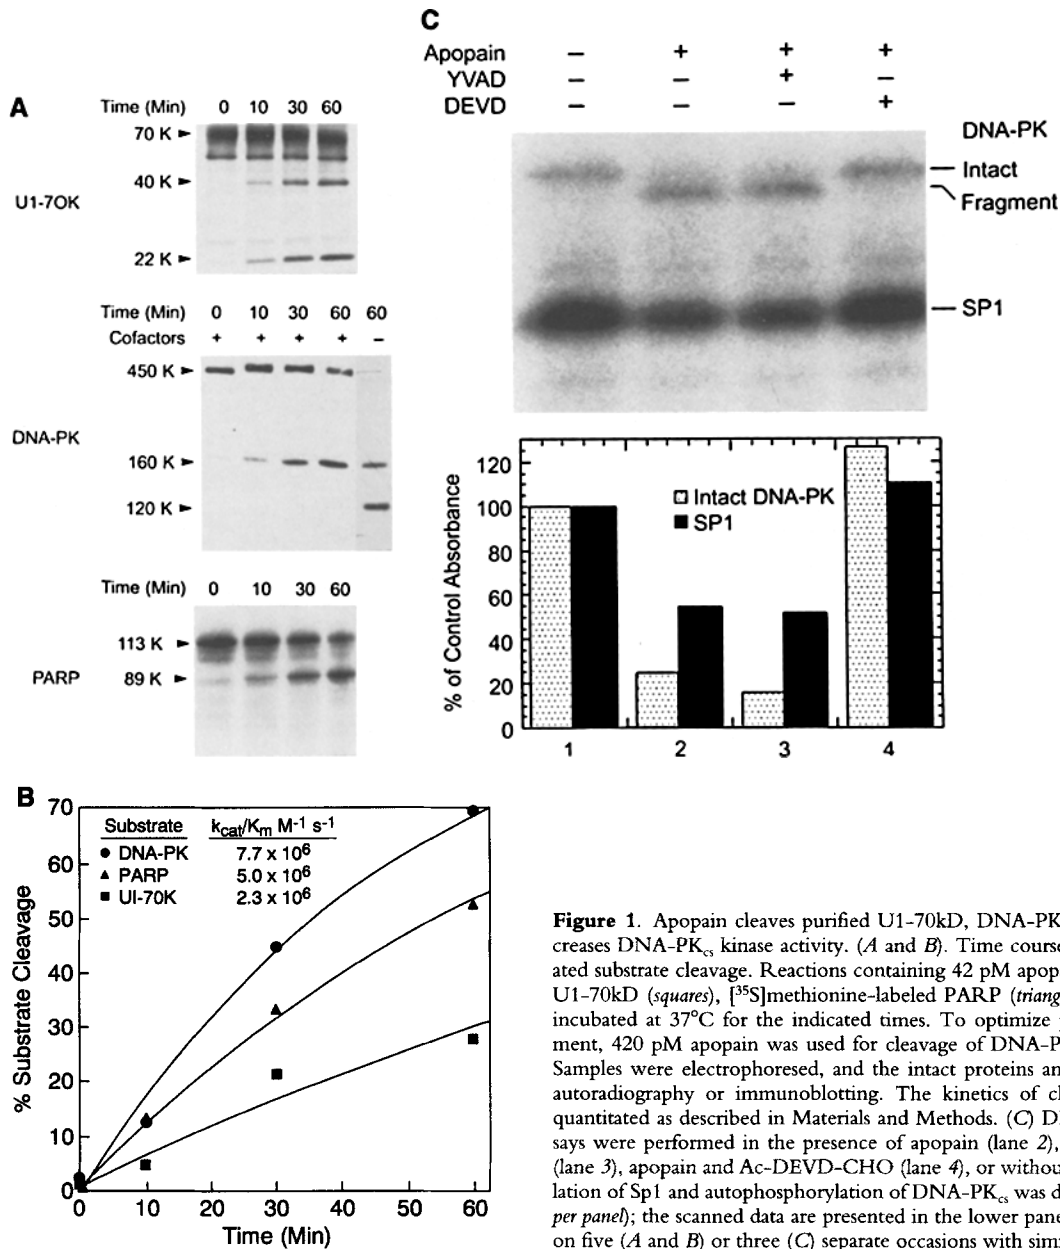 A
Time (Min) 0 10 30 60
70 K
40 K
U1-70K
22 K
Time (Min) 0 10 30 60 60
Cofactors + + + + –
450 K
DNA-PK
160 K
120 K
Time (Min) 0 10 30 60
113 K
PARP
89 K
C
Apopain – + + +
YVAD – – + –
DEVD – – – +
DNA-PK
Intact
Fragment
SP1
% of Control Absorbance
120
100
80
60
40
20
0
Intact DNA-PK
SP1
1 2 3 4
B
% Substrate Cleavage
70
60
50
40
30
20
10
0
Substrate kcat/Km M-1 s-1
DNA-PK 7.7 x 10^6
PARP 5.0 x 10^6
UI-70K 2.3 x 10^6
0 10 20 30 40 50 60
Time (Min)
Figure 1. Apopain cleaves purified U1-70kD, DNA-PK
creases DNA-PKcs kinase activity. (A and B). Time course
ated substrate cleavage. Reactions containing 42 pM apop
U1-70kD (squares), [35S]methionine-labeled PARP (triang
incubated at 37°C for the indicated times. To optimize
ment, 420 pM apopain was used for cleavage of DNA-P
Samples were electrophoresed, and the intact proteins an
autoradiography or immunoblotting. The kinetics of cl
quantitated as described in Materials and Methods. (C) D
says were performed in the presence of apopain (lane 2),
(lane 3), apopain and Ac-DEVD-CHO (lane 4), or withou
lation of Sp1 and autophosphorylation of DNA-PKcs was d
per panel); the scanned data are presented in the lower pane
on five (A and B) or three (C) separate occasions with sim